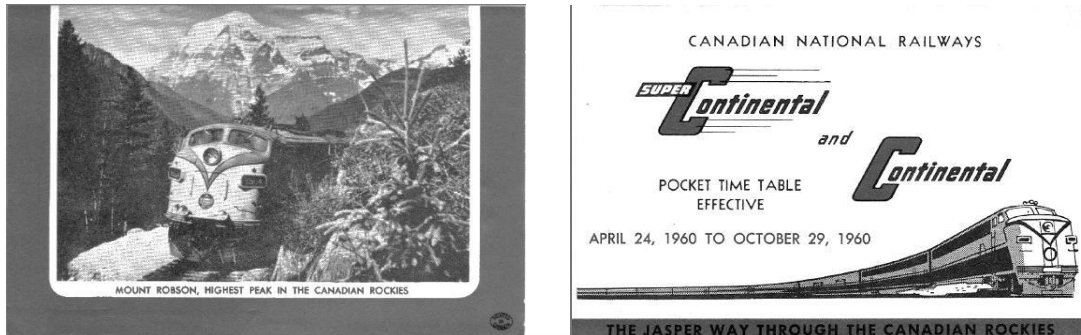 MOUNT ROBSON, HIGHEST PEAK IN THE CANADIAN ROCKIES
CANADIAN NATIONAL RAILWAYS
SUPER Continental
and
Continental
POCKET TIME TABLE
EFFECTIVE
APRIL 24, 1960 TO OCTOBER 29, 1960
THE JASPER WAY THROUGH THE CANADIAN ROCKIES